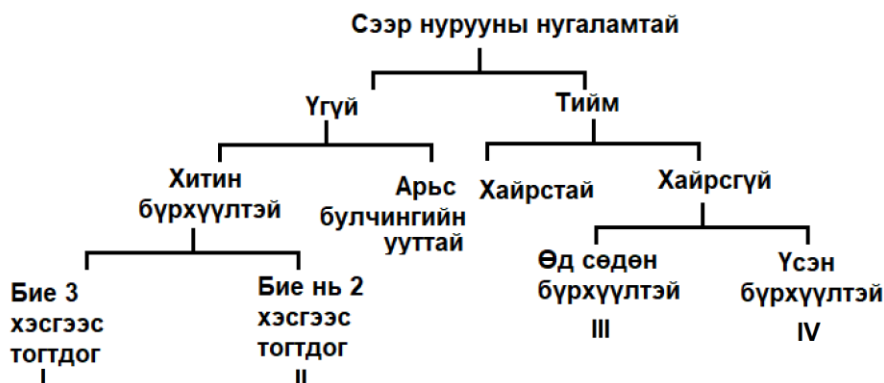 Сээр нурууны нугаламтай
Үгүй
Тийм
Хитин
бүрхүүлтэй
Арьс
булчингийн
ууттай
Хайрстай
Хайрсгүй
Бие 3
хэсгээс
тогтдог
I
Бие нь 2
хэсгээс
тогтдог
II
Өд сөдөн
бүрхүүлтэй
III
Үсэн
бүрхүүлтэй
IV